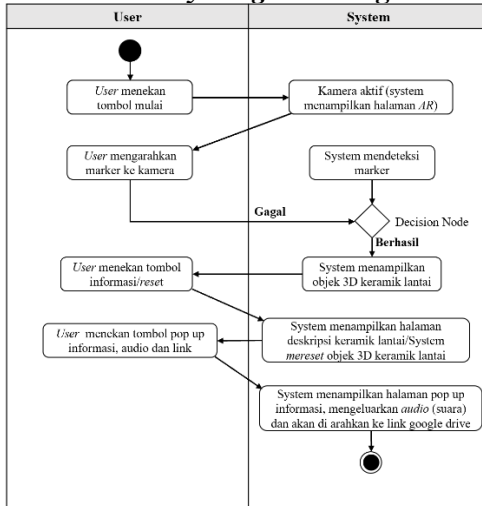 User
System
User menekan
tombol mulai
Kamera aktif (system
menampilkan halaman AR)
User mengarahkan
marker ke kamera
System mendeteksi
marker
Gagal
Decision Node
Berhasil
User menekan tombol
informasi/reset
System menampilkan
objek 3D keramik lantai
User menekan tombol pop up
informasi, audio dan link
System menampilkan halaman
deskripsi keramik lantai/System
mereset objek 3D keramik lantai
System menampilkan halaman pop up
informasi, mengeluarkan audio (suara)
dan akan di arahkan ke link google drive